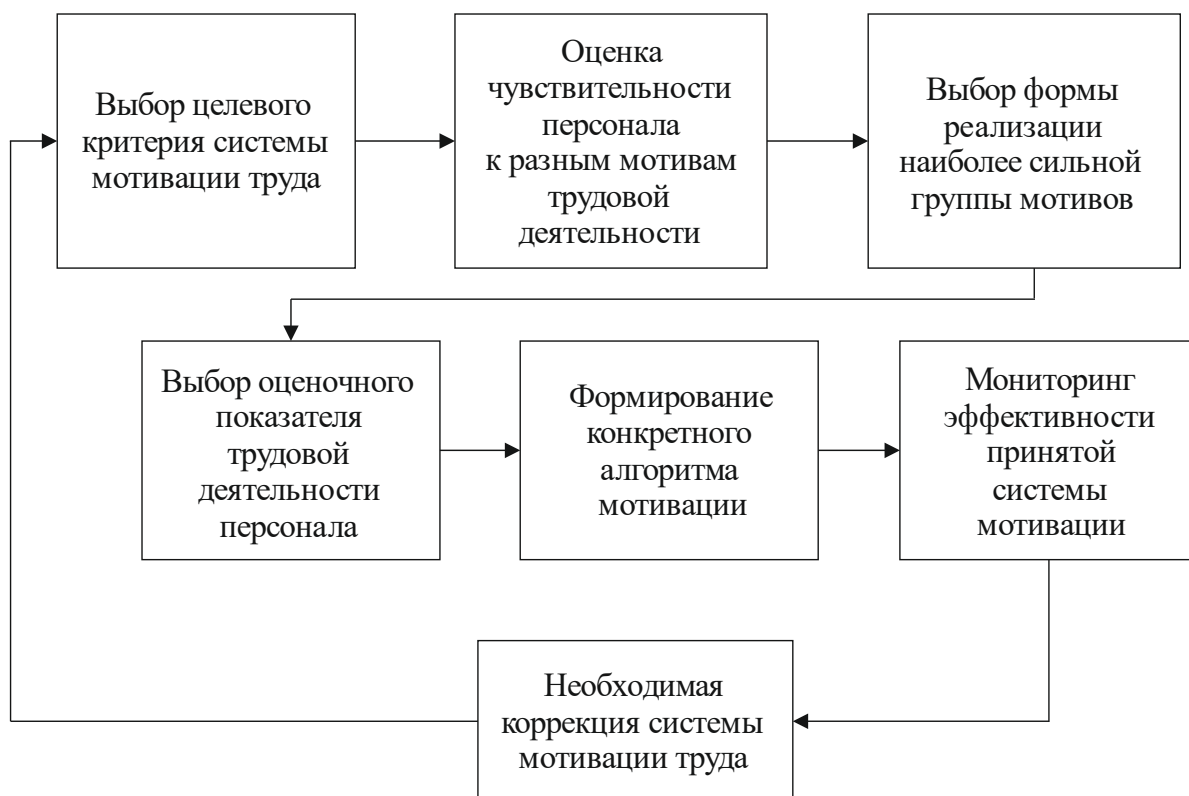 Выбор целевого
критерия системы
мотивации труда
Оценка
чувствительности
персонала
к разным мотивам
трудовой
деятельности
Выбор формы
реализации
наиболее сильной
группы мотивов
Выбор оценочного
показателя
трудовой
деятельности
персонала
Формирование
конкретного
алгоритма
мотивации
Мониторинг
эффективности
принятой
системы
мотивации
Необходимая
коррекция системы
мотивации труда